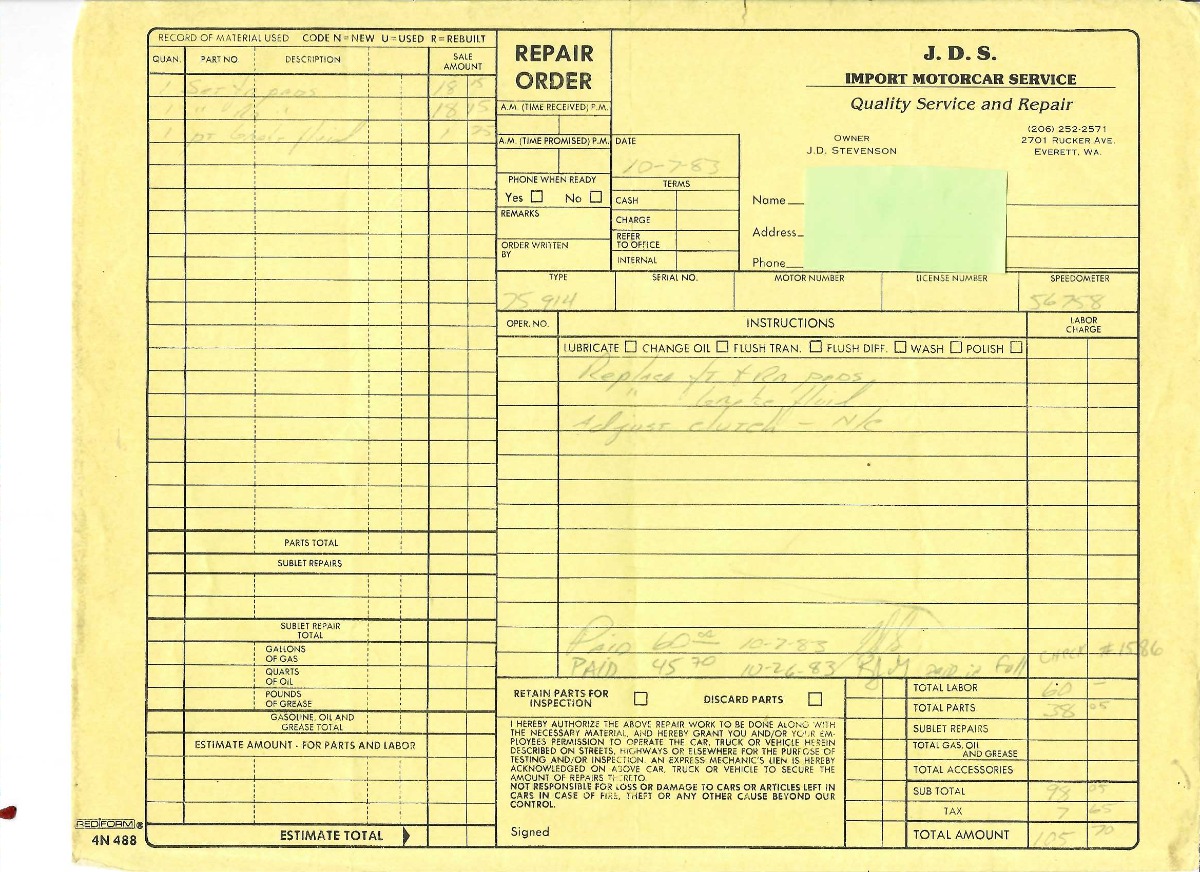 RECORD OF MATERIAL USED CODE N=NEW U=USED R=REBUILT
QUAN. PART NO. DESCRIPTION SALE AMOUNT
1 Set ft pads 18 15
1 " Rr " 18 15
1 pt brake fluid 1 75
PARTS TOTAL
SUBLET REPAIRS
SUBLET REPAIR TOTAL
GALLONS OF GAS
QUARTS OF OIL
POUNDS OF GREASE
GASOLINE, OIL AND GREASE TOTAL
ESTIMATE AMOUNT - FOR PARTS AND LABOR
ESTIMATE TOTAL
REDIFORM®
4N 488
REPAIR ORDER
A.M. (TIME RECEIVED) P.M.
A.M. (TIME PROMISED) P.M.
PHONE WHEN READY
Yes No
REMARKS
ORDER WRITTEN BY
DATE
10-7-83
TERMS
CASH
CHARGE
REFER TO OFFICE
INTERNAL
J. D. S.
IMPORT MOTORCAR SERVICE
Quality Service and Repair
OWNER
J.D. STEVENSON
(206) 252-2571
2701 RUCKER AVE.
EVERETT, WA.
Name
Address
Phone
TYPE SERIAL NO. MOTOR NUMBER LICENSE NUMBER SPEEDOMETER
75 914 56758
OPER. NO. INSTRUCTIONS LABOR CHARGE
LUBRICATE CHANGE OIL FLUSH TRAN. FLUSH DIFF. WASH POLISH
Replace ft + Rr pads
" brake fluid
Adjust clutch - N/C
PAID 60 00 10-7-83
PAID 45 70 10-26-83 paid in full CHECK #1586
RETAIN PARTS FOR INSPECTION DISCARD PARTS
I HEREBY AUTHORIZE THE ABOVE REPAIR WORK TO BE DONE ALONG WITH
THE NECESSARY MATERIAL, AND HEREBY GRANT YOU AND/OR YOUR EM-
PLOYEES PERMISSION TO OPERATE THE CAR, TRUCK OR VEHICLE HEREIN
DESCRIBED ON STREETS, HIGHWAYS OR ELSEWHERE FOR THE PURPOSE OF
TESTING AND/OR INSPECTION. AN EXPRESS MECHANIC'S LIEN IS HEREBY
ACKNOWLEDGED ON ABOVE CAR, TRUCK OR VEHICLE TO SECURE THE
AMOUNT OF REPAIRS THERETO.
NOT RESPONSIBLE FOR LOSS OR DAMAGE TO CARS OR ARTICLES LEFT IN
CARS IN CASE OF FIRE, THEFT OR ANY OTHER CAUSE BEYOND OUR
CONTROL.
Signed
TOTAL LABOR 60 -
TOTAL PARTS 38 05
SUBLET REPAIRS
TOTAL GAS, OIL AND GREASE
TOTAL ACCESSORIES
SUB TOTAL 98 05
TAX 7 65
TOTAL AMOUNT 105 70